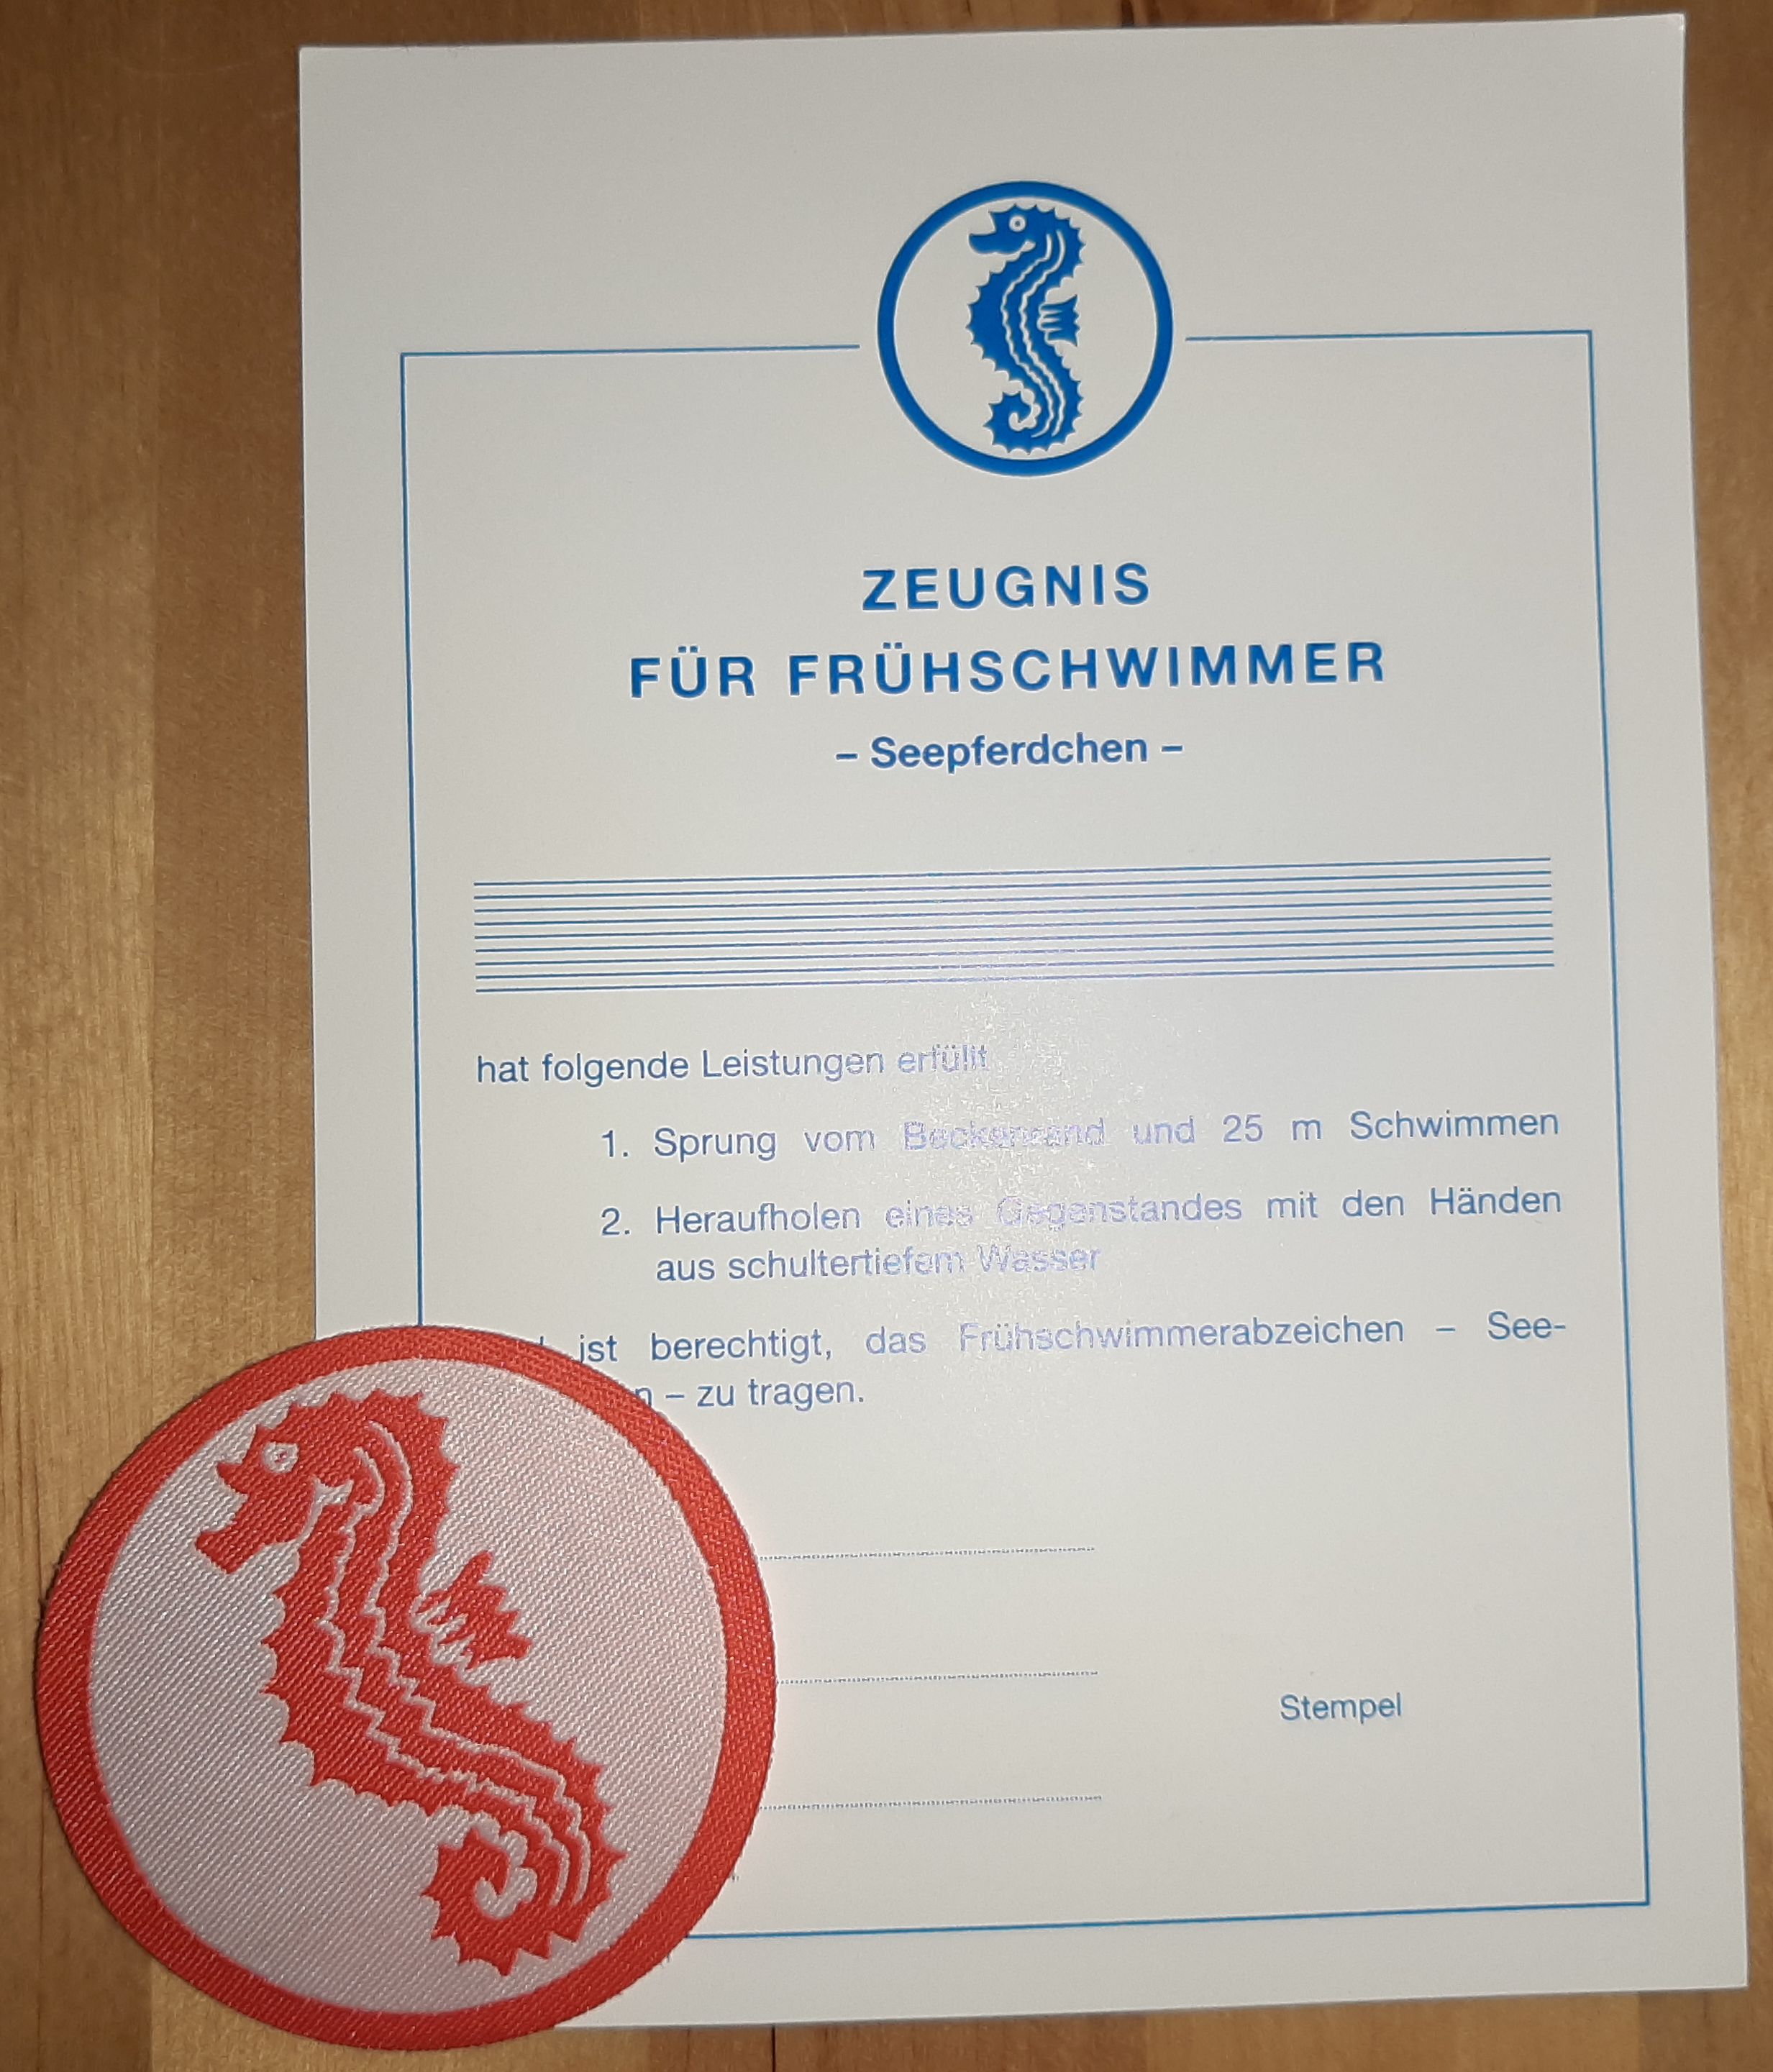 ZEUGNIS
FÜR FRÜHSCHWIMMER
– Seepferdchen –
hat folgende Leistungen erfüllt
1. Sprung vom Beckenrand und 25 m Schwimmen
2. Heraufholen eines Gegenstandes mit den Händen
aus schultertiefem Wasser
ist berechtigt, das Frühschwimmerabzeichen – See-
– zu tragen.
Stempel